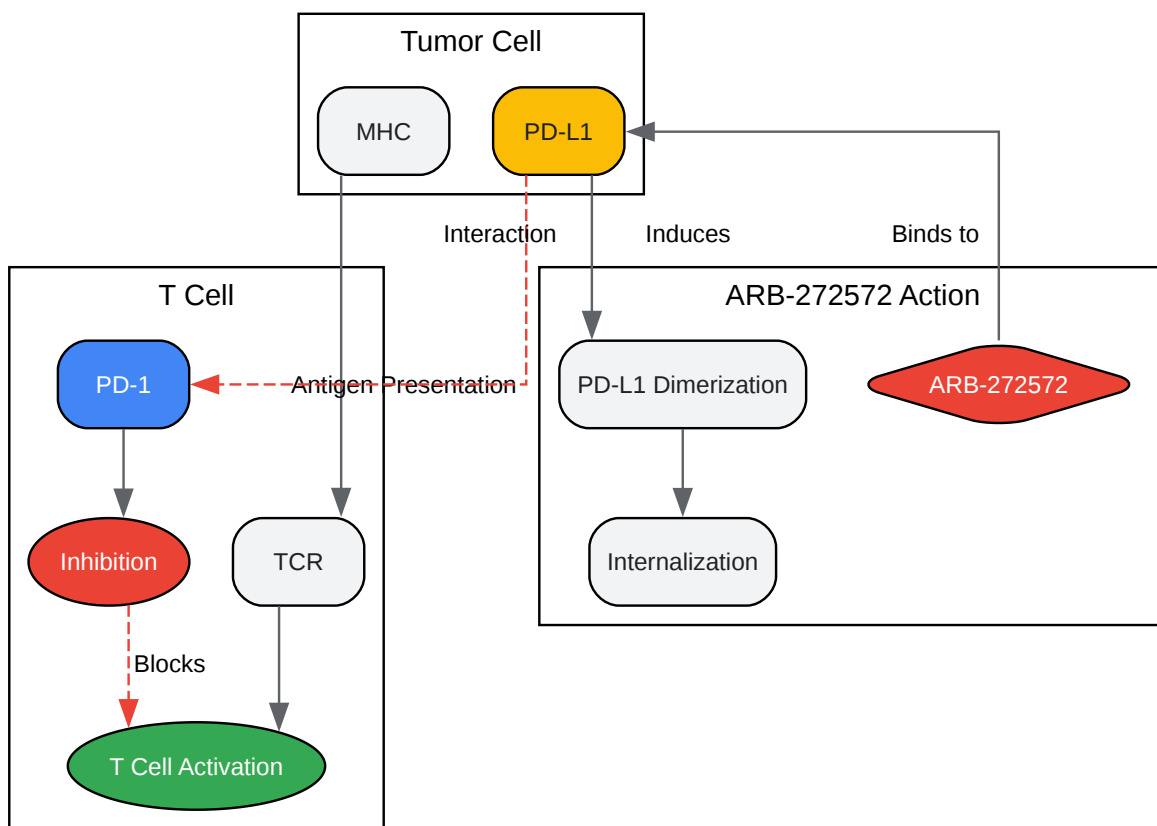 Tumor Cell
MHC
PD-L1
Interaction
Induces
Binds to
T Cell
ARB-272572 Action
PD-1
Antigen Presentation
PD-L1 Dimerization
ARB-272572
Inhibition
TCR
Internalization
Blocks
T Cell Activation